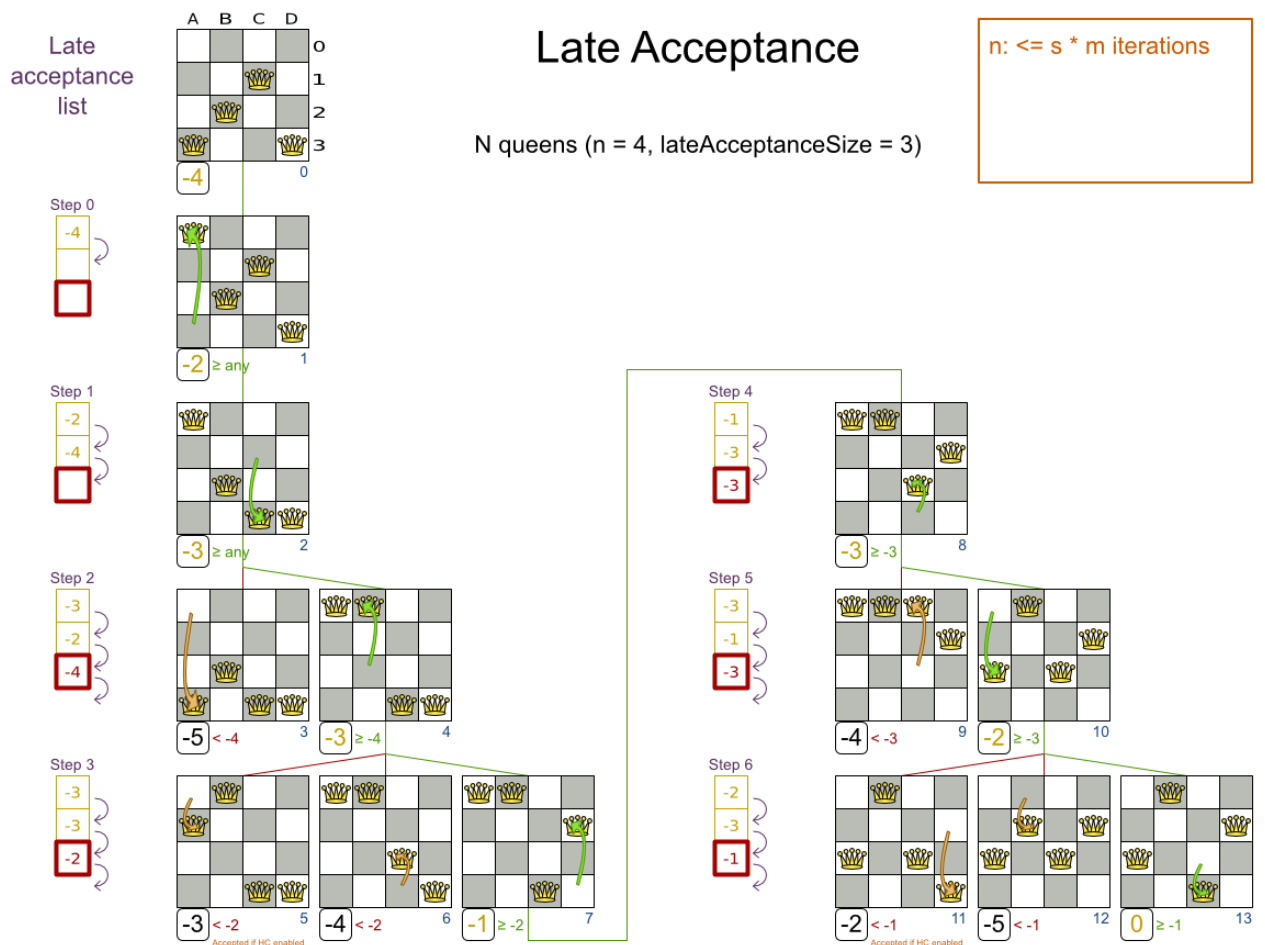 A B C D
Late
acceptance
list
Late Acceptance
n: <= s * m iterations
0
1
2
3
N queens (n = 4, lateAcceptanceSize = 3)
-4
0
Step 0
-4
-2 ≥ any 1
Step 1
-2
-4
-3 ≥ any 2
Step 2
-3
-2
-4
-5 < -4 3
-3 ≥ -4 4
Step 3
-3
-3
-2
-3 < -2 5
Accepted if HC enabled
-4 < -2 6
-1 ≥ -2 7
Step 4
-1
-3
-3
-3 ≥ -3 8
Step 5
-3
-1
-3
-4 < -3 9
-2 ≥ -3 10
Step 6
-2
-3
-1
-2 < -1 11
Accepted if HC enabled
-5 < -1 12
0 ≥ -1 13